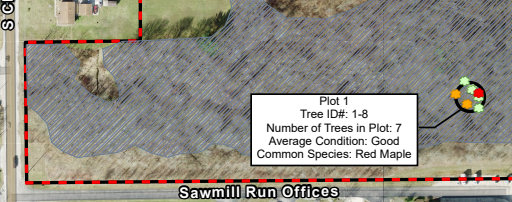 S C
Plot 1
Tree ID#: 1-8
Number of Trees in Plot: 7
Average Condition: Good
Common Species: Red Maple
Sawmill Run Offices